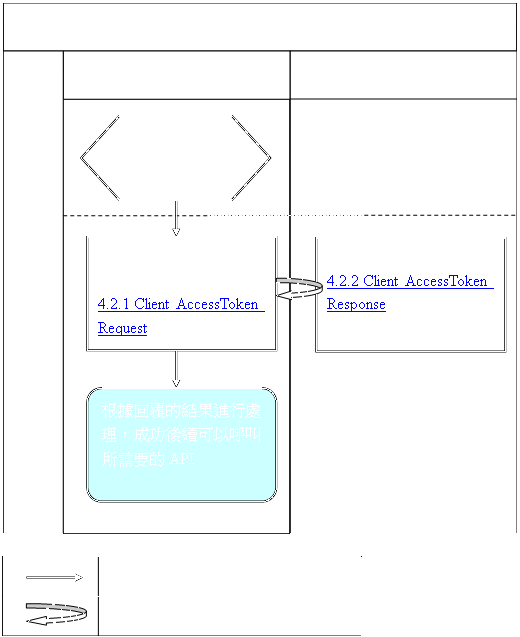 4.2.1 Client AccessToken
Request
4.2.2 Client AccessToken
Response
根據回覆的結果進行處
理，成功後續可以呼叫
所需要的 API